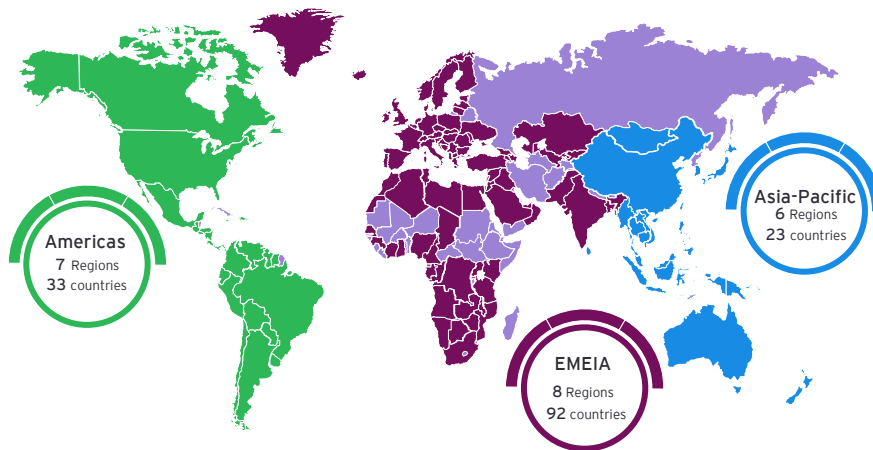 Americas
7 Regions
33 countries
EMEIA
8 Regions
92 countries
Asia-Pacific
6 Regions
23 countries